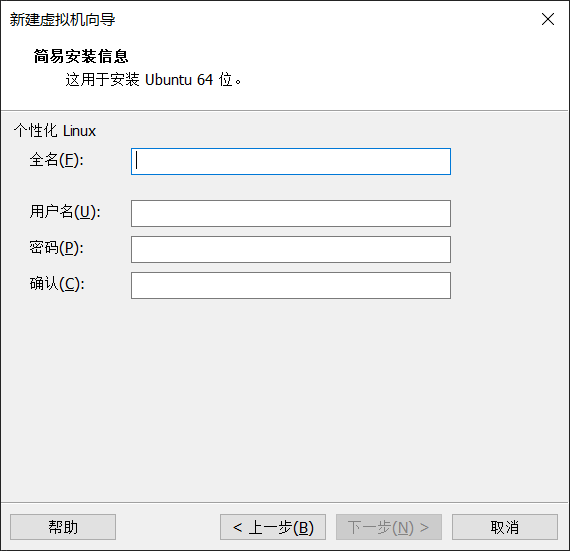 新建虚拟机向导
简易安装信息
这用于安装 Ubuntu 64 位。
个性化 Linux
全名(F):
用户名(U):
密码(P):
确认(C):
帮助
< 上一步(B)
下一步(N) >
取消